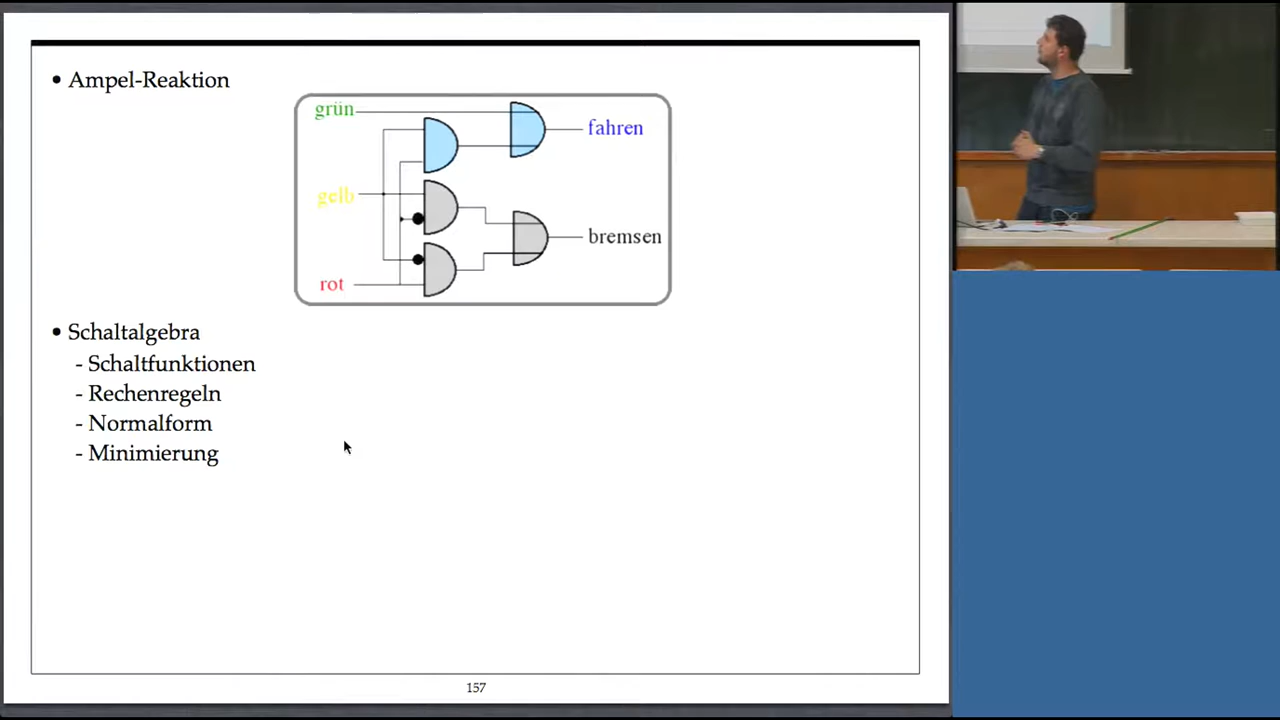 • Ampel-Reaktion
grün
fahren
gelb
bremsen
rot
• Schaltalgebra
- Schaltfunktionen
- Rechenregeln
- Normalform
- Minimierung
157